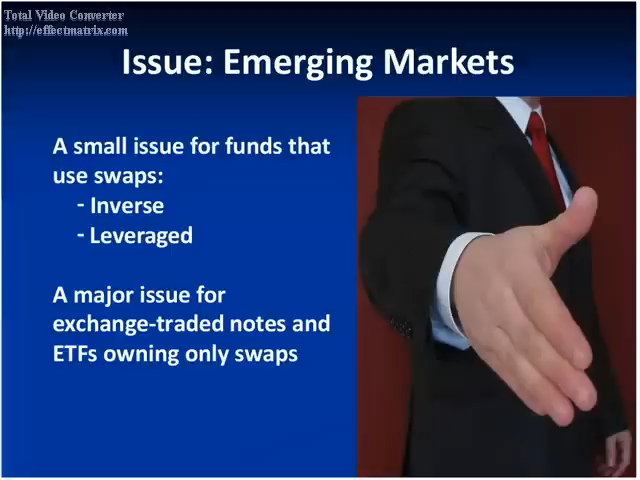 Total Video Converter
http://effectmatrix.com
Issue: Emerging Markets
A small issue for funds that
use swaps:
- Inverse
- Leveraged
A major issue for
exchange-traded notes and
ETFs owning only swaps